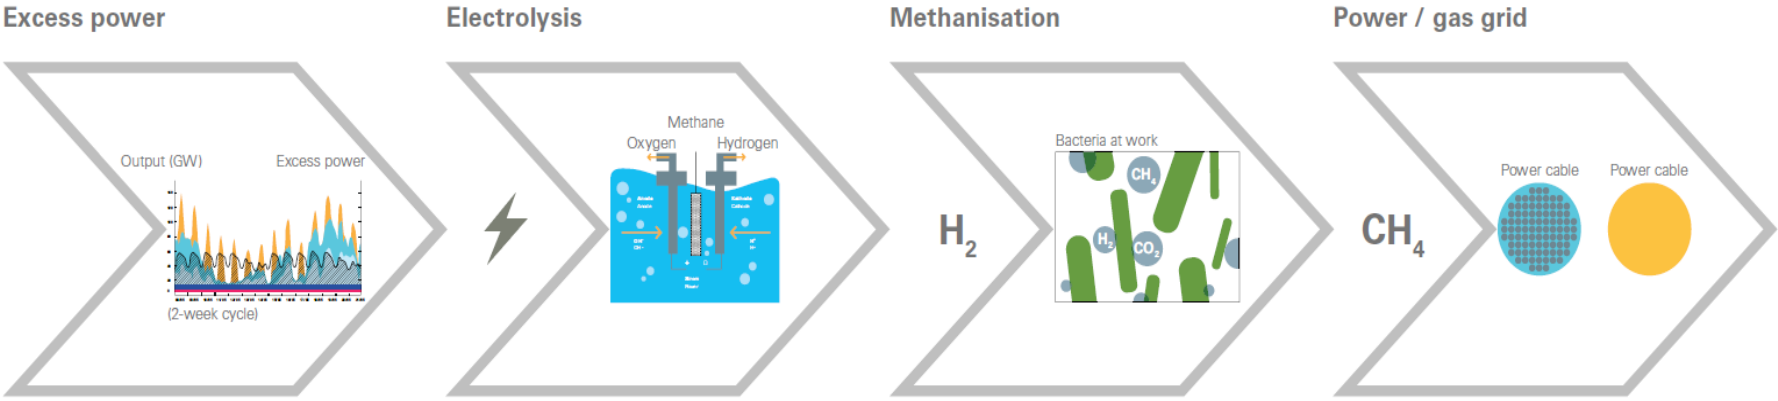 Excess power
Electrolysis
Methanisation
Power / gas grid
Output (GW)
Excess power
(2-week cycle)
Methane
Oxygen
Hydrogen
H2
Bacteria at work
CH4
H2
CO2
CH4
Power cable
Power cable